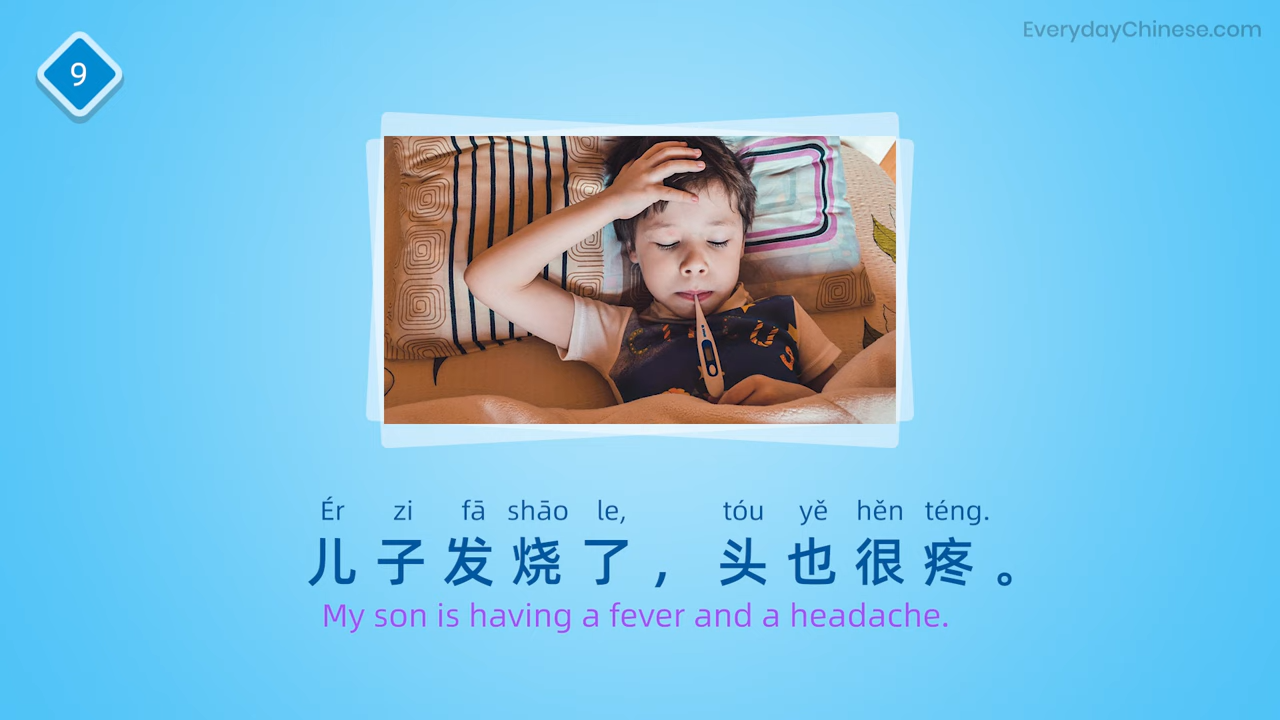 EverydayChinese.com
9
Ér zi fā shāo le, tóu yě hěn téng.
儿子发烧了，头也很疼。
My son is having a fever and a headache.